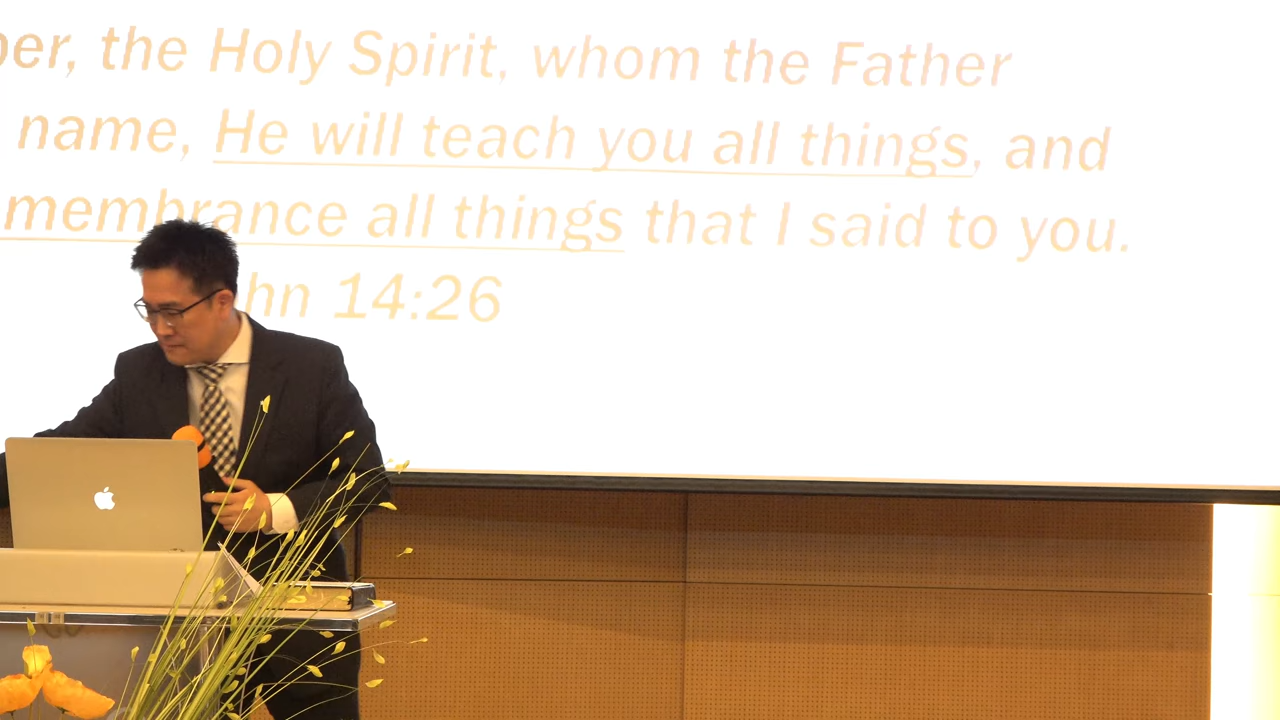 per, the Holy Spirit, whom the Father
name, He will teach you all things, and
membrance all things that I said to you.
hn 14:26